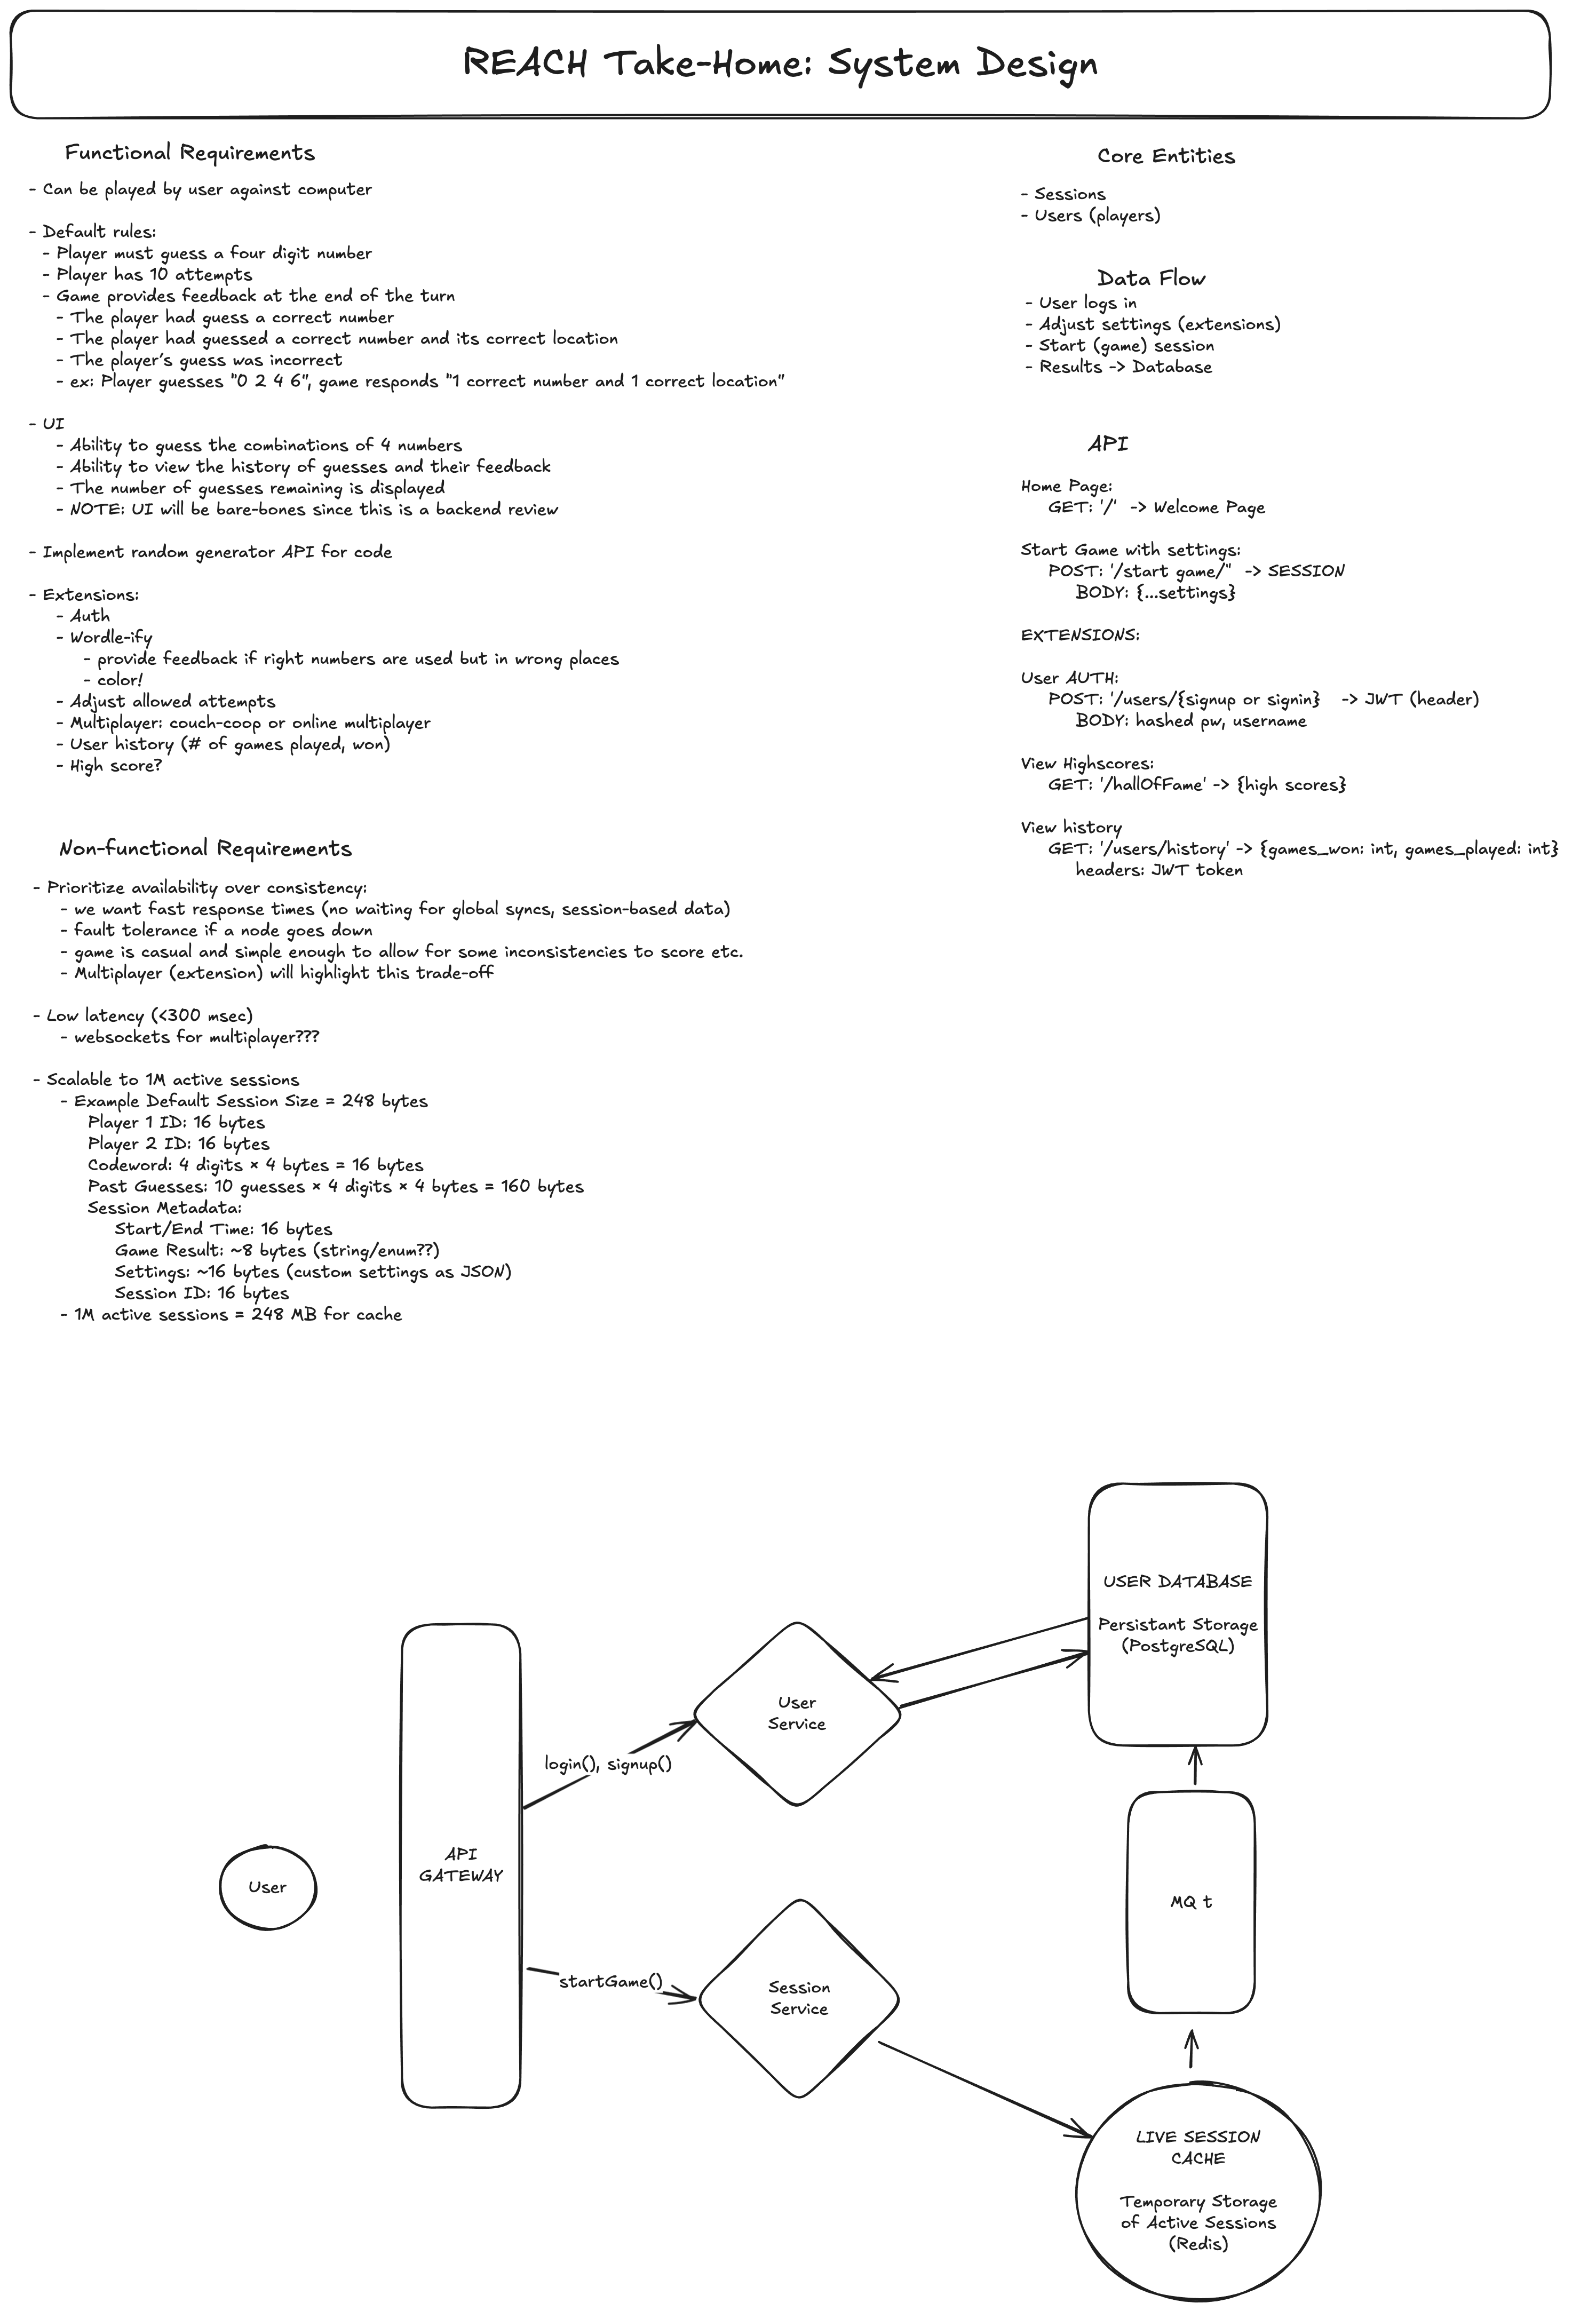 REACH Take-Home: System Design
Functional Requirements
- Can be played by user against computer
- Default rules:
- Player must guess a four digit number
- Player has 10 attempts
- Game provides feedback at the end of the turn
- The player had guess a correct number
- The player had guessed a correct number and its correct location
- The player's guess was incorrect
- ex: Player guesses "0 2 4 6", game responds "1 correct number and 1 correct location"
- UI
- Ability to guess the combinations of 4 numbers
- Ability to view the history of guesses and their feedback
- The number of guesses remaining is displayed
- NOTE: UI will be bare-bones since this is a backend review
- Implement random generator API for code
- Extensions:
- Auth
- Wordle-ify
- provide feedback if right numbers are used but in wrong places
- color!
- Adjust allowed attempts
- Multiplayer: couch-coop or online multiplayer
- User history (# of games played, won)
- High score?
Non-functional Requirements
- Prioritize availability over consistency:
- we want fast response times (no waiting for global syncs, session-based data)
- fault tolerance if a node goes down
- game is casual and simple enough to allow for some inconsistencies to score etc.
- Multiplayer (extension) will highlight this trade-off
- Low latency (<300 msec)
- websockets for multiplayer???
- Scalable to 1M active sessions
- Example Default Session Size = 248 bytes
Player 1 ID: 16 bytes
Player 2 ID: 16 bytes
Codeword: 4 digits × 4 bytes = 16 bytes
Past Guesses: 10 guesses × 4 digits × 4 bytes = 160 bytes
Session Metadata:
Start/End Time: 16 bytes
Game Result: ~8 bytes (string/enum??)
Settings: ~16 bytes (custom settings as JSON)
Session ID: 16 bytes
- 1M active sessions = 248 MB for cache
Core Entities
- Sessions
- Users (players)
Data Flow
- User logs in
- Adjust settings (extensions)
- Start (game) session
- Results -> Database
API
Home Page:
GET: '/' -> Welcome Page
Start Game with settings:
POST: '/start game/" -> SESSION
BODY: {...settings}
EXTENSIONS:
User AUTH:
POST: '/users/{signup or signin} -> JWT (header)
BODY: hashed pw, username
View Highscores:
GET: '/hallOfFame' -> {high scores}
View history
GET: '/users/history' -> {games_won: int, games_played: int}
headers: JWT token
User
API
GATEWAY
login(), signup()
startGame()
User
Service
Session
Service
USER DATABASE
Persistant Storage
(PostgreSQL)
MQ t
LIVE SESSION
CACHE
Temporary Storage
of Active Sessions
(Redis)